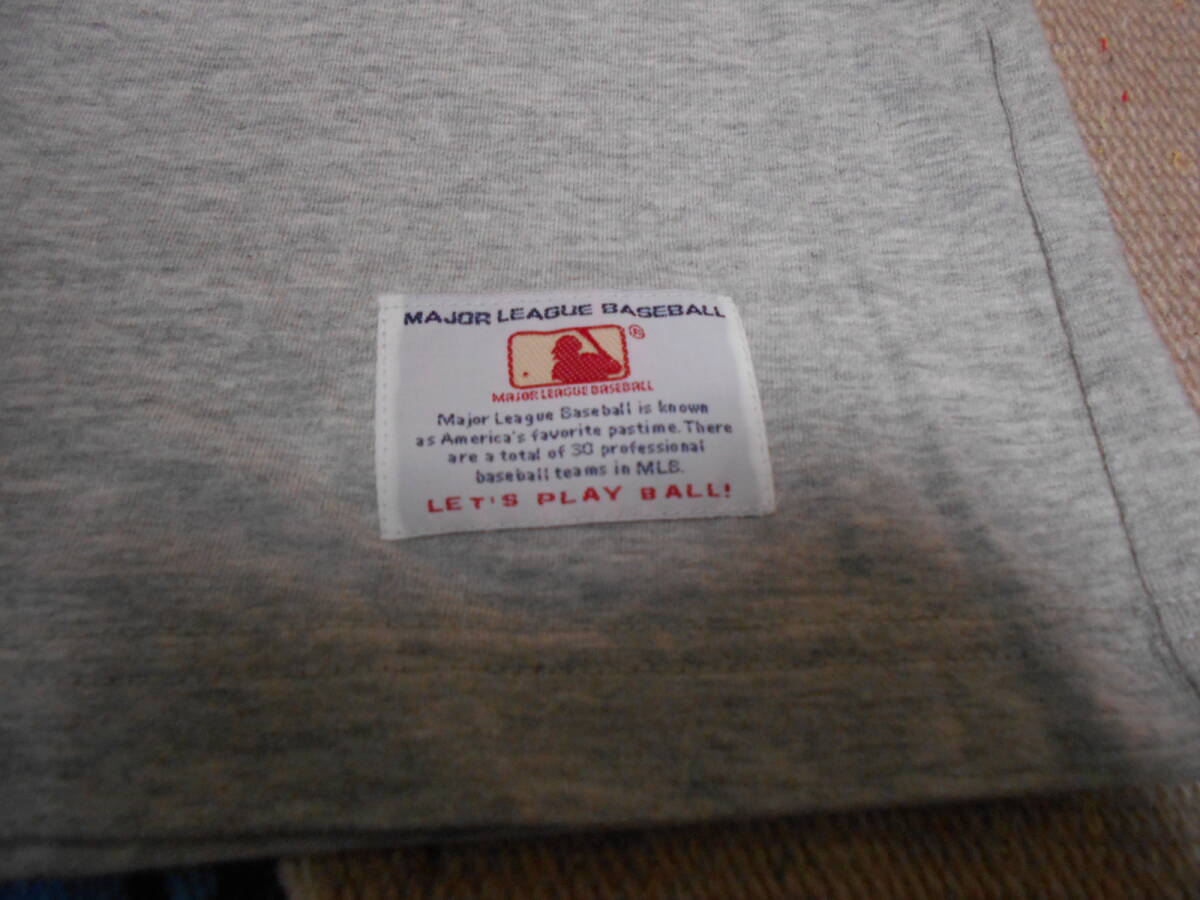 MAJOR LEAGUE BASEBALL
®
MAJOR LEAGUE BASEBALL
Major League Baseball is known
as America's favorite pastime. There
are a total of 30 professional
baseball teams in MLB.
LET'S PLAY BALL!